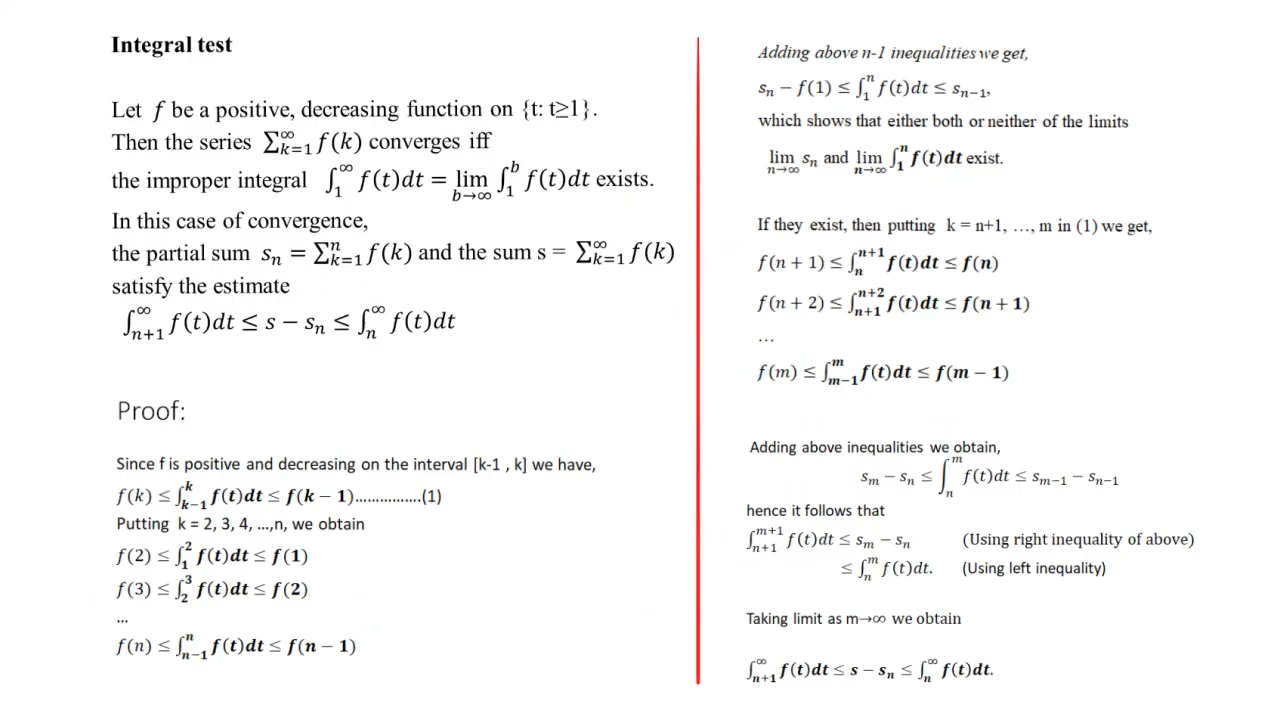 Integral test
Let f be a positive, decreasing function on {t: t≥1}.
Then the series ∑_{k=1}^{∞} f(k) converges iff
the improper integral ∫_1^∞ f(t)dt = lim_{b→∞} ∫_1^b f(t)dt exists.
In this case of convergence,
the partial sum s_n = ∑_{k=1}^{n} f(k) and the sum s = ∑_{k=1}^{∞} f(k)
satisfy the estimate
∫_{n+1}^∞ f(t)dt ≤ s − s_n ≤ ∫_n^∞ f(t)dt
Proof:
Since f is positive and decreasing on the interval [k-1 , k] we have,
f(k) ≤ ∫_{k−1}^k f(t)dt ≤ f(k − 1)................(1)
Putting k = 2, 3, 4, ...,n, we obtain
f(2) ≤ ∫_1^2 f(t)dt ≤ f(1)
f(3) ≤ ∫_2^3 f(t)dt ≤ f(2)
...
f(n) ≤ ∫_{n−1}^n f(t)dt ≤ f(n − 1)
Adding above n-1 inequalities we get,
s_n − f(1) ≤ ∫_1^n f(t)dt ≤ s_{n−1},
which shows that either both or neither of the limits
lim_{n→∞} s_n and lim_{n→∞} ∫_1^n f(t)dt exist.
If they exist, then putting k = n+1, ..., m in (1) we get,
f(n + 1) ≤ ∫_n^{n+1} f(t)dt ≤ f(n)
f(n + 2) ≤ ∫_{n+1}^{n+2} f(t)dt ≤ f(n + 1)
...
f(m) ≤ ∫_{m−1}^m f(t)dt ≤ f(m − 1)
Adding above inequalities we obtain,
s_m − s_n ≤ ∫_n^m f(t)dt ≤ s_{m−1} − s_{n−1}
hence it follows that
∫_{n+1}^{m+1} f(t)dt ≤ s_m − s_n (Using right inequality of above)
≤ ∫_n^m f(t)dt. (Using left inequality)
Taking limit as m→∞ we obtain
∫_{n+1}^∞ f(t)dt ≤ s − s_n ≤ ∫_n^∞ f(t)dt.